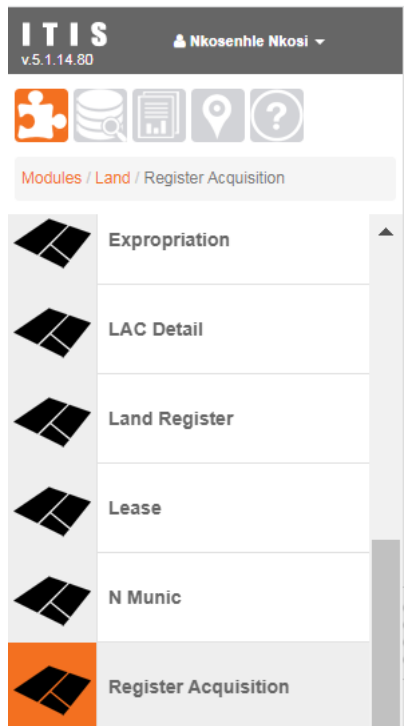 ITIS
v.5.1.14.80
Nkosenhle Nkosi
?
Modules / Land / Register Acquisition
Expropriation
LAC Detail
Land Register
Lease
N Munic
Register Acquisition